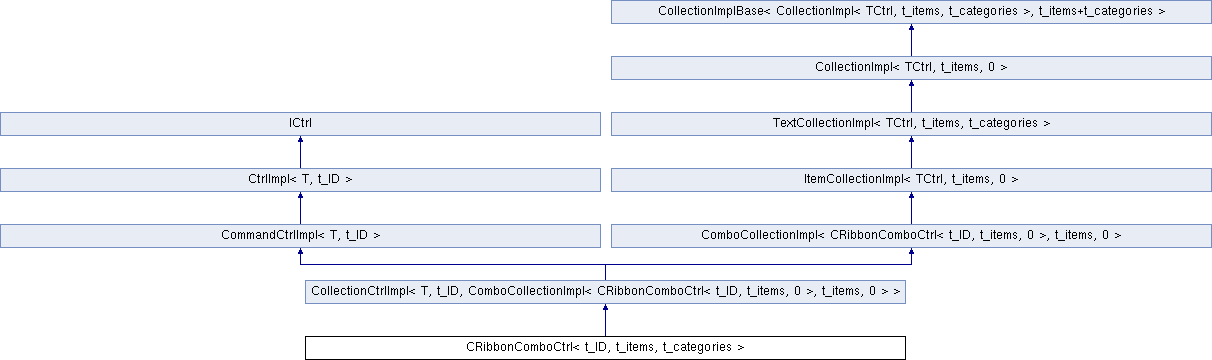 CollectionImplBase< CollectionImpl< TCtrl, t_items, t_categories >, t_items+t_categories >
CollectionImpl< TCtrl, t_items, 0 >
ICtrl
TextCollectionImpl< TCtrl, t_items, t_categories >
CtrlImpl< T, t_ID >
ItemCollectionImpl< TCtrl, t_items, 0 >
CommandCtrlImpl< T, t_ID >
ComboCollectionImpl< CRibbonComboCtrl< t_ID, t_items, 0 >, t_items, 0 >
CollectionCtrlImpl< T, t_ID, ComboCollectionImpl< CRibbonComboCtrl< t_ID, t_items, 0 >, t_items, 0 > >
CRibbonComboCtrl< t_ID, t_items, t_categories >